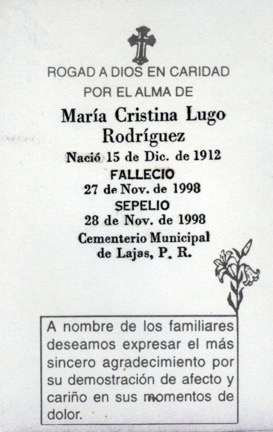 ROGAD A DIOS EN CARIDAD
POR EL ALMA DE
María Cristina Lugo
Rodríguez
Nació 15 de Dic. de 1912
FALLECIO
27 de Nov. de 1998
SEPELIO
28 de Nov. de 1998
Cementerio Municipal
de Lajas, P. R.
A nombre de los familiares
deseamos expresar el más
sincero agradecimiento por
su demostración de afecto y
cariño en sus momentos de
dolor.